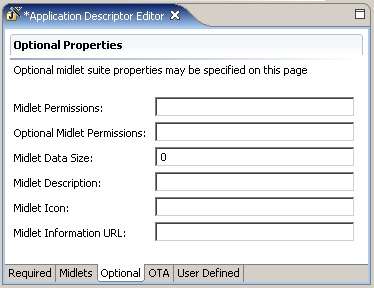 *Application Descriptor Editor
Optional Properties
Optional midlet suite properties may be specified on this page
Midlet Permissions:
Optional Midlet Permissions:
Midlet Data Size: 0
Midlet Description:
Midlet Icon:
Midlet Information URL:
Required Midlets Optional OTA User Defined